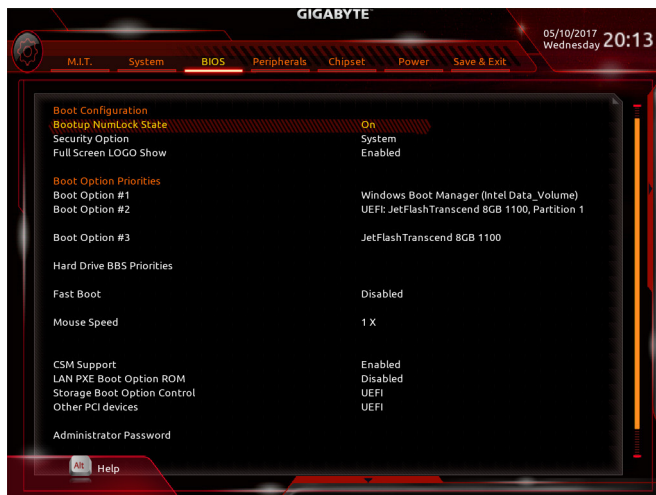 GIGABYTE™
05/10/2017
Wednesday 20:13
M.I.T. System BIOS Peripherals Chipset Power Save & Exit
Boot Configuration
Bootup NumLock State On
Security Option System
Full Screen LOGO Show Enabled
Boot Option Priorities
Boot Option #1 Windows Boot Manager (Intel Data_Volume)
Boot Option #2 UEFI: JetFlashTranscend 8GB 1100, Partition 1
Boot Option #3 JetFlashTranscend 8GB 1100
Hard Drive BBS Priorities
Fast Boot Disabled
Mouse Speed 1 X
CSM Support Enabled
LAN PXE Boot Option ROM Disabled
Storage Boot Option Control UEFI
Other PCI devices UEFI
Administrator Password
Alt Help